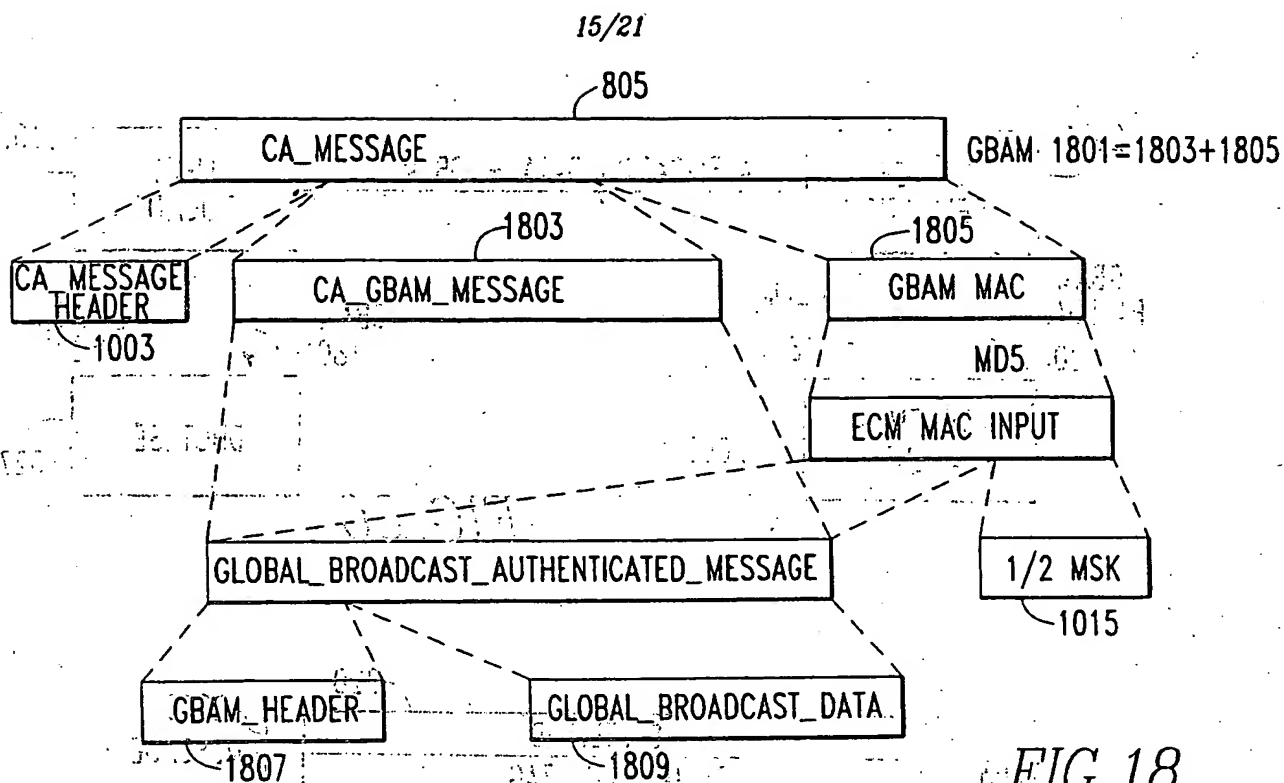 15/21
805
CA_MESSAGE
GBAM 1801=1803+1805
1803
1805
CA_MESSAGE
HEADER
CA_GBAM_MESSAGE
GBAM MAC
1003
MD5
ECM MAC INPUT
GLOBAL_BROADCAST_AUTHENTICATED_MESSAGE
1/2 MSK
1015
GBAM_HEADER
GLOBAL_BROADCAST_DATA
1807
1809
FIG. 18